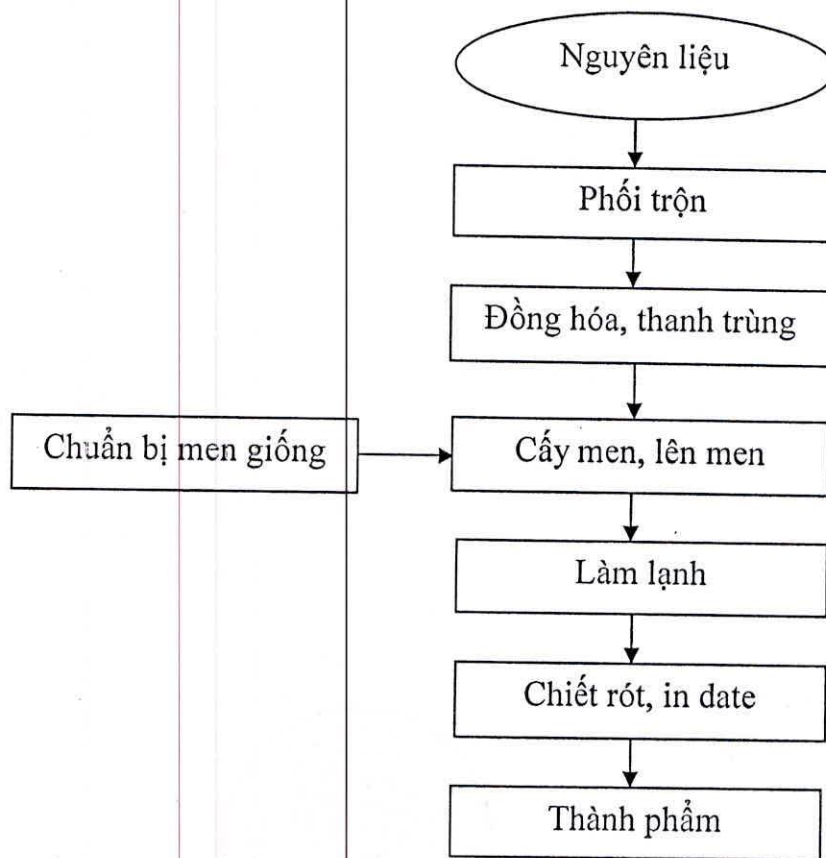 Nguyên liệu
Phối trộn
Đồng hóa, thanh trùng
Chuẩn bị men giống
Cấy men, lên men
Làm lạnh
Chiết rót, in date
Thành phẩm